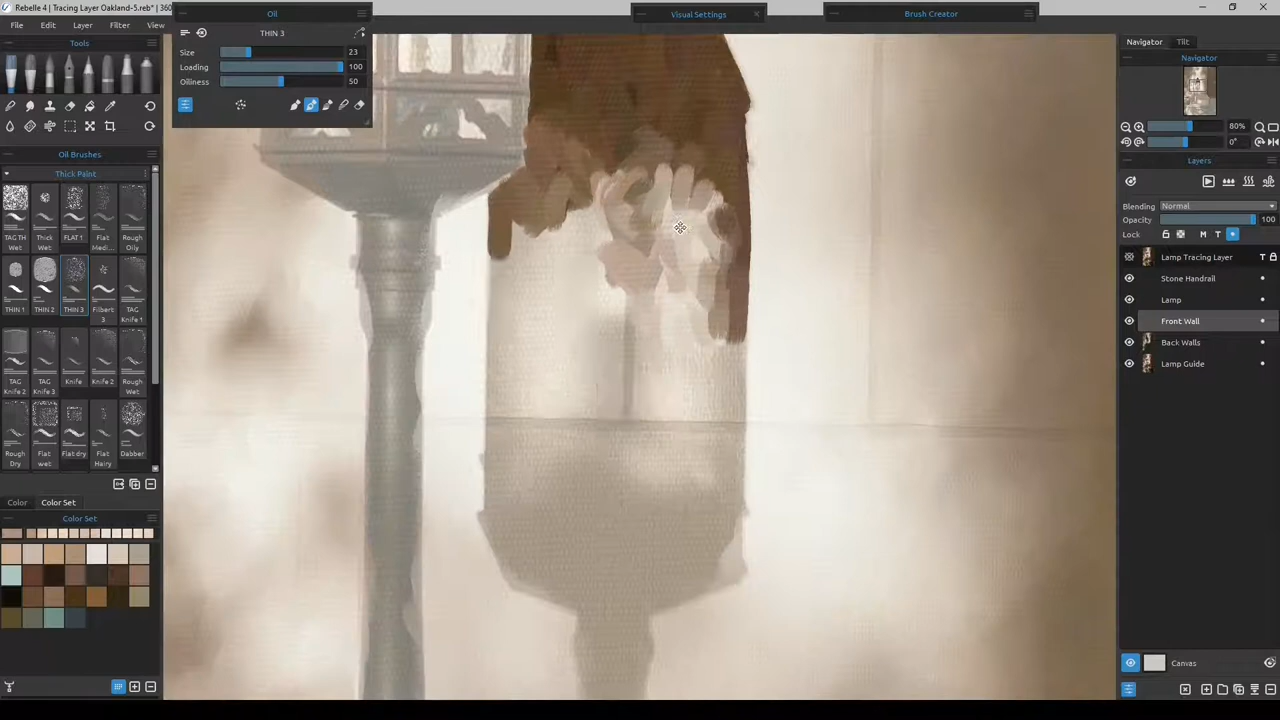 Rebelle 4 | Tracing Layer Oakland-5.reb* | 360
File Edit Layer Filter View
Oil
Visual Settings
Brush Creator
Tools
THIN 3
Size 23
Loading 100
Oiliness 50
Oil Brushes
Thick Paint
TAG TH Wet
Thick Wet
FLAT 1
Flat Medi...
Rough Oily
THIN 1
THIN 2
THIN 3
Filbert 3
TAG Knife 1
TAG Knife 2
TAG Knife 3
Knife
Knife 2
Rough Wet
Rough Dry
Flat wet
Flat dry
Flat Hairy
Dabber
Color Color Set
Color Set
Navigator Tilt
Navigator
80%
0°
Layers
Blending Normal
Opacity 100
Lock M T
Lamp Tracing Layer T
Stone Handrail
Lamp
Front Wall
Back Walls
Lamp Guide
Canvas